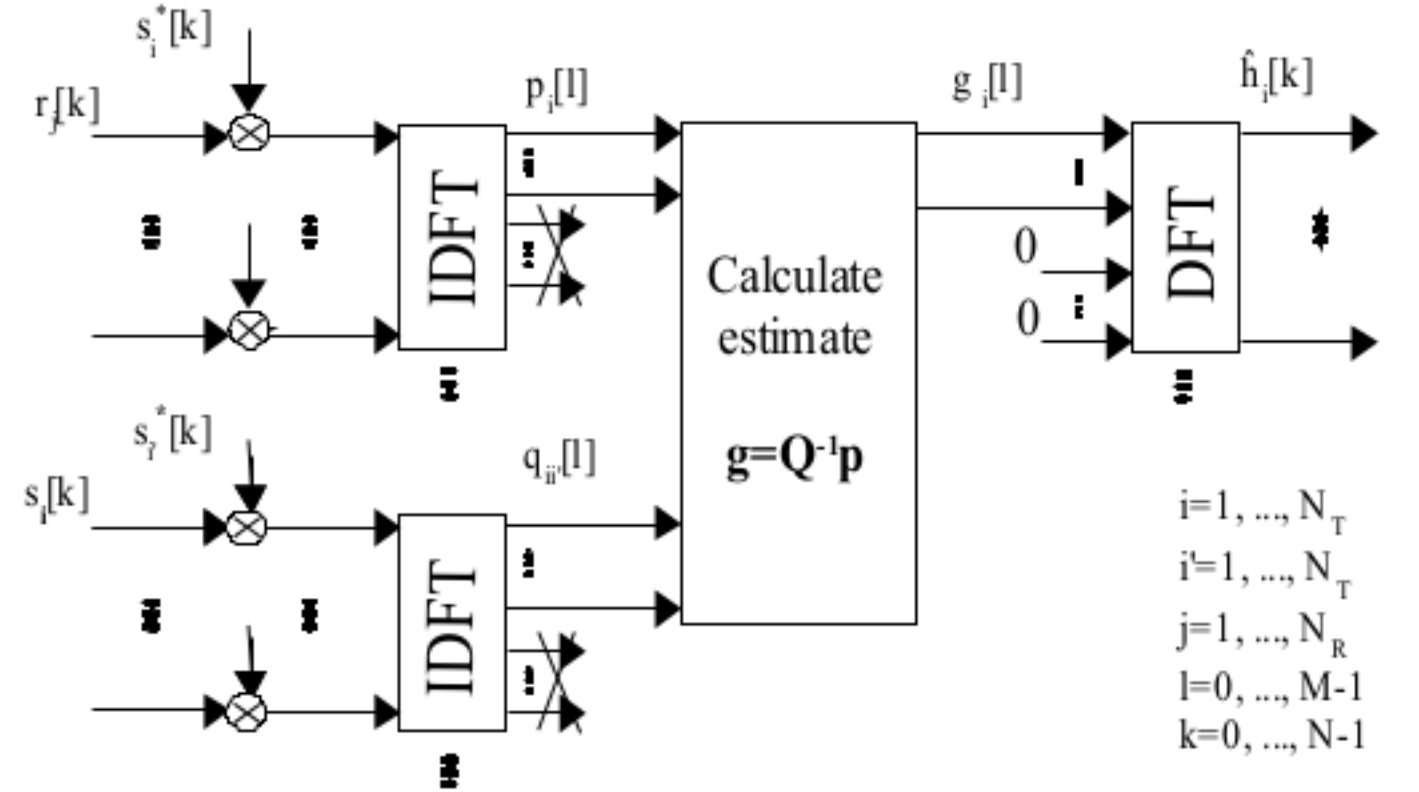 s_i^*[k]
r_j[k]
p_i[l]
g_i[l]
ĥ_i[k]
IDFT
Calculate
estimate
g=Q^-1p
0
0
DFT
s_i'^*[k]
s_i[k]
q_ii'[l]
IDFT
i=1, ..., N_T
i'=1, ..., N_T
j=1, ..., N_R
l=0, ..., M-1
k=0, ..., N-1